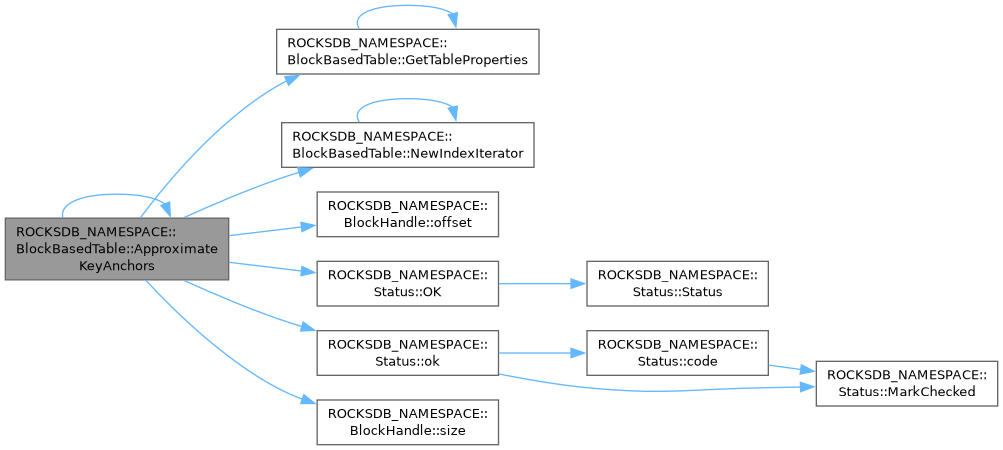 ROCKSDB_NAMESPACE::
BlockBasedTable::GetTableProperties
ROCKSDB_NAMESPACE::
BlockBasedTable::NewIndexIterator
ROCKSDB_NAMESPACE::
BlockHandle::offset
ROCKSDB_NAMESPACE::
BlockBasedTable::Approximate
KeyAnchors
ROCKSDB_NAMESPACE::
Status::OK
ROCKSDB_NAMESPACE::
Status::Status
ROCKSDB_NAMESPACE::
Status::ok
ROCKSDB_NAMESPACE::
Status::code
ROCKSDB_NAMESPACE::
Status::MarkChecked
ROCKSDB_NAMESPACE::
BlockHandle::size